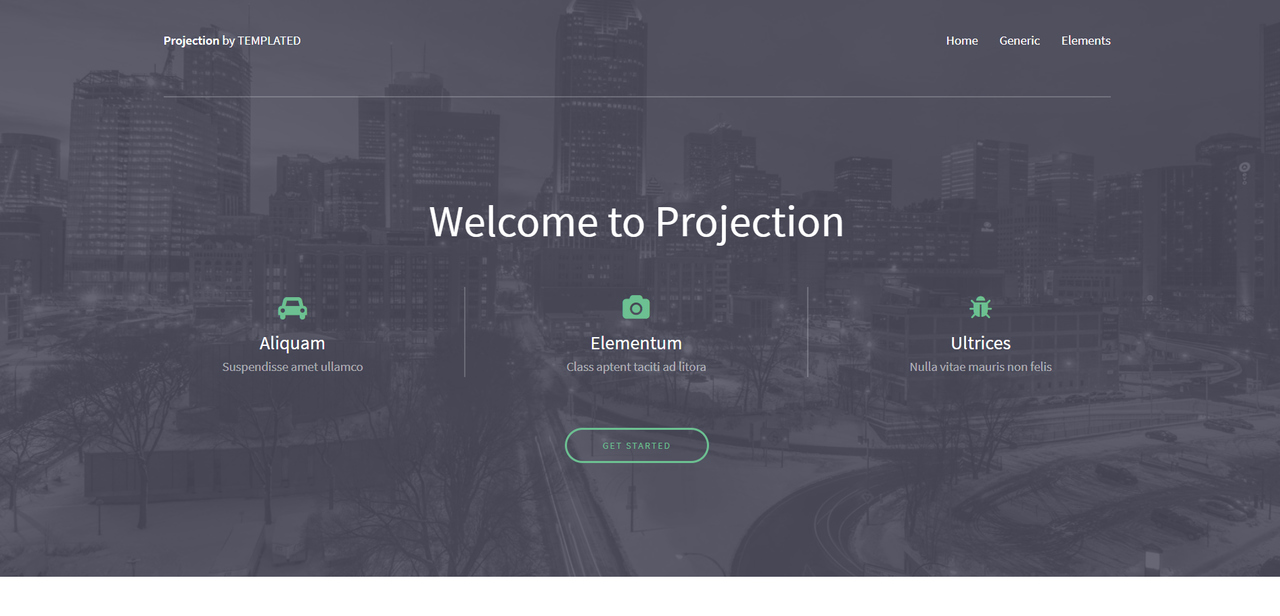 Projection by TEMPLATED
Home Generic Elements
Welcome to Projection
Aliquam
Suspendisse amet ullamco
Elementum
Class aptent taciti ad litora
Ultrices
Nulla vitae mauris non felis
GET STARTED